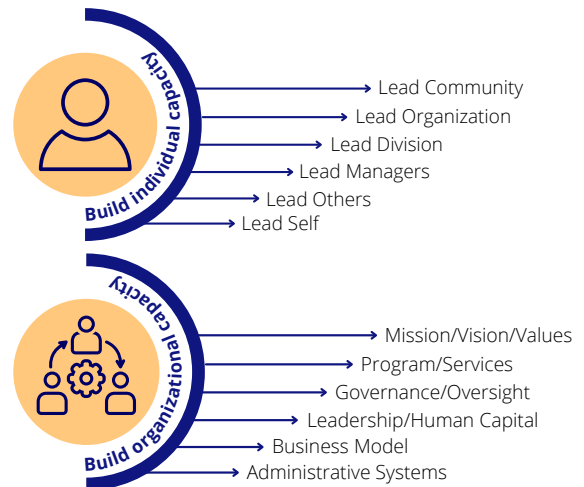 Build individual capacity
Lead Community
Lead Organization
Lead Division
Lead Managers
Lead Others
Lead Self
Build organizational capacity
Mission/Vision/Values
Program/Services
Governance/Oversight
Leadership/Human Capital
Business Model
Administrative Systems